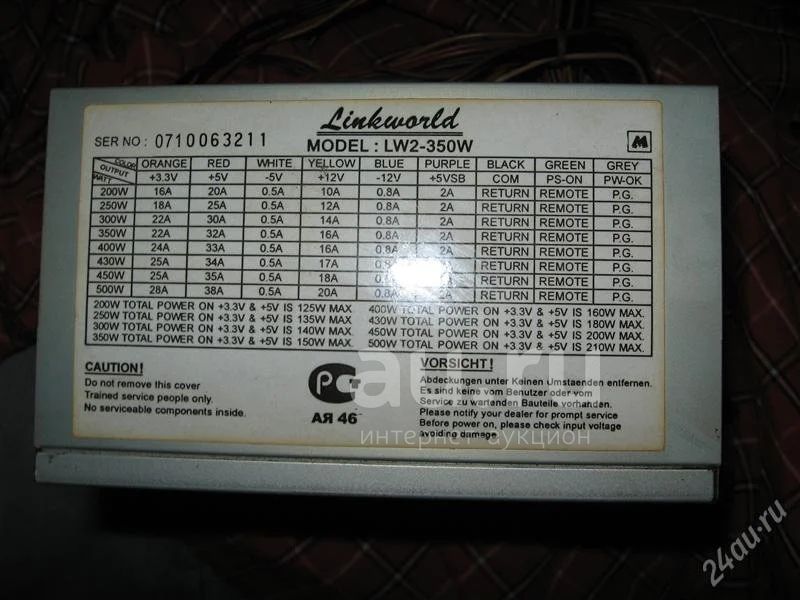 Linkworld
SER NO : 0710063211
MODEL : LW2-350W
M
COLOR ORANGE RED WHITE YELLOW BLUE PURPLE BLACK GREEN GREY
OUTPUT WATT +3.3V +5V -5V +12V -12V +5VSB COM PS-ON PW-OK
200W 16A 20A 0.5A 10A 0.8A 2A RETURN REMOTE P.G.
250W 18A 25A 0.5A 12A 0.8A 2A RETURN REMOTE P.G.
300W 22A 30A 0.5A 14A 0.8A 2A RETURN REMOTE P.G.
350W 22A 32A 0.5A 16A 0.8A 2A RETURN REMOTE P.G.
400W 24A 33A 0.5A 16A 0.8A 2A RETURN REMOTE P.G.
430W 25A 34A 0.5A 17A 2A RETURN REMOTE P.G.
450W 25A 35A 0.5A 18A 2A RETURN REMOTE P.G.
500W 28A 38A 0.5A 20A 0.8A 2A RETURN REMOTE P.G.
200W TOTAL POWER ON +3.3V & +5V IS 125W MAX. 400W TOTAL POWER ON +3.3V & +5V IS 160W MAX.
250W TOTAL POWER ON +3.3V & +5V IS 135W MAX. 430W TOTAL POWER ON +3.3V & +5V IS 180W MAX.
300W TOTAL POWER ON +3.3V & +5V IS 140W MAX. 450W TOTAL POWER ON +3.3V & +5V IS 200W MAX.
350W TOTAL POWER ON +3.3V & +5V IS 150W MAX. 500W TOTAL POWER ON +3.3V & +5V IS 210W MAX.
CAUTION!
Do not remove this cover
Trained service people only.
No serviceable components inside.
РСТ
АЯ 46
VORSICHT!
Abdeckungen unter Keinen Umstaenden entfernen.
Es sind keine vom Benutzer oder vom
Service zu wartenden Bauteile vorhanden.
Please notify your dealer for prompt service
Before power on, please check input voltage
avoiding damage
au.ru
интернет-аукцион
24au.ru